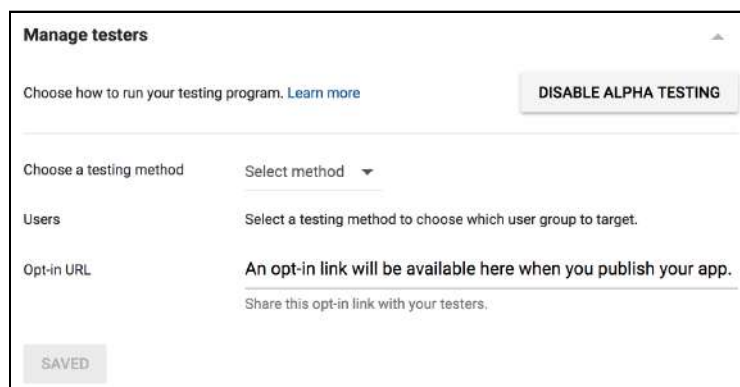 Manage testers
Choose how to run your testing program. Learn more
DISABLE ALPHA TESTING
Choose a testing method
Select method
Users
Select a testing method to choose which user group to target.
Opt-in URL
An opt-in link will be available here when you publish your app.
Share this opt-in link with your testers.
SAVED